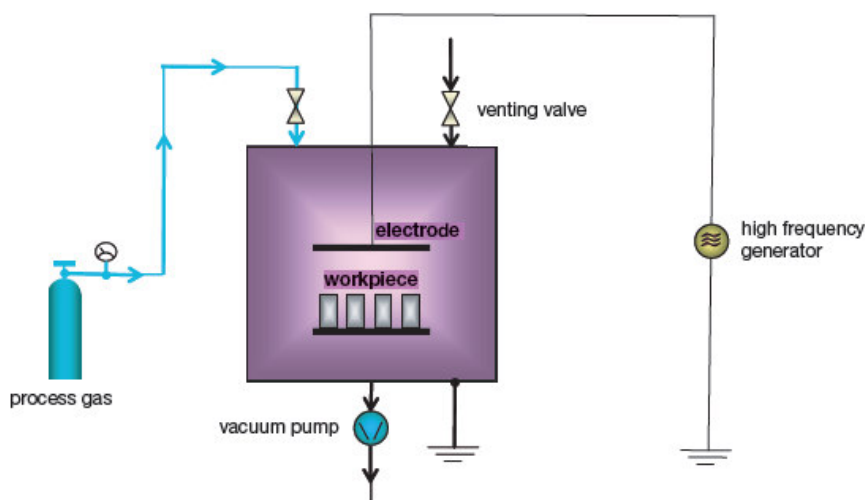 venting valve
electrode
high frequency
generator
workpiece
process gas
vacuum pump